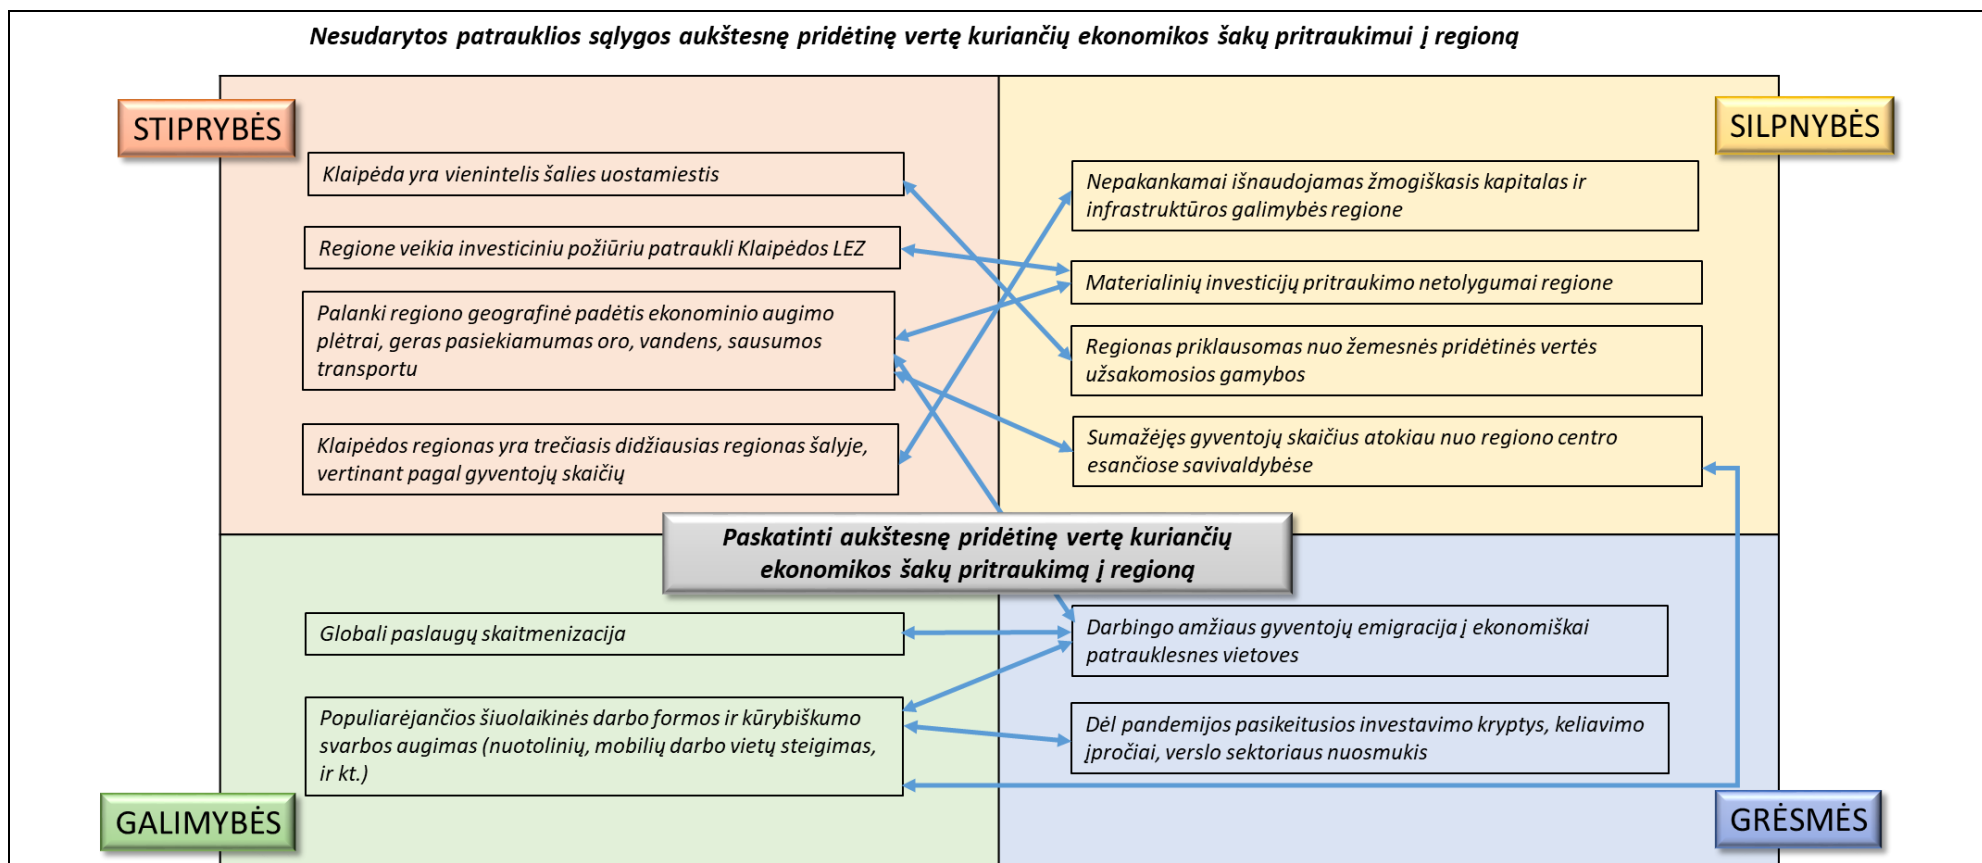 Nesudarytos patrauklios sąlygos aukštesnę pridėtinę vertę kuriančių ekonomikos šakų pritraukimui į regioną
STIPRYBĖS
Klaipėda yra vienintelis šalies uostamiestis
Regione veikia investiciniu požiūriu patraukli Klaipėdos LEZ
Palanki regiono geografinė padėtis ekonominio augimo
plėtrai, geras pasiekiamumas oro, vandens, sausumos
transportu
Klaipėdos regionas yra trečiasis didžiausias regionas šalyje,
vertinant pagal gyventojų skaičių
SILPNYBĖS
Nepakankamai išnaudojamas žmogiškasis kapitalas ir
infrastruktūros galimybės regione
Materialinių investicijų pritraukimo netolygumai regione
Regionas priklausomas nuo žemesnės pridėtinės vertės
užsakomosios gamybos
Sumažėjęs gyventojų skaičius atokiau nuo regiono centro
esančiose savivaldybėse
Paskatinti aukštesnę pridėtinę vertę kuriančių
ekonomikos šakų pritraukimą į regioną
Globali paslaugų skaitmenizacija
Populiarėjančios šiuolaikinės darbo formos ir kūrybiškumo
svarbos augimas (nuotolinių, mobilių darbo vietų steigimas,
ir kt.)
GALIMYBĖS
Darbingo amžiaus gyventojų emigracija į ekonomiškai
patrauklesnes vietoves
Dėl pandemijos pasikeitusios investavimo kryptys, keliavimo
įpročiai, verslo sektoriaus nuosmukis
GRĖSMĖS